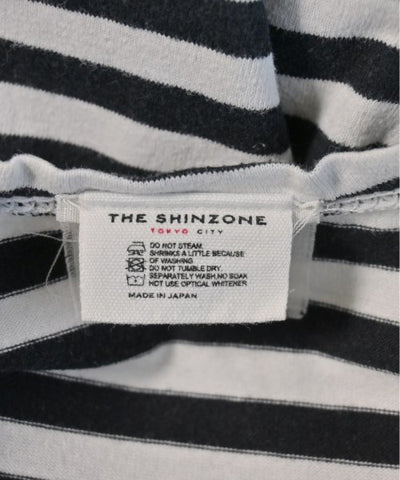 THE SHINZONE
TOKYO CITY
DO NOT STEAM.
SHRINKS A LITTLE BECAUSE
OF WASHING
DO NOT TUMBLE DRY.
SEPARATELY WASH.NO SOAK
NOT USE OPTICAL WHITENER
MADE IN JAPAN